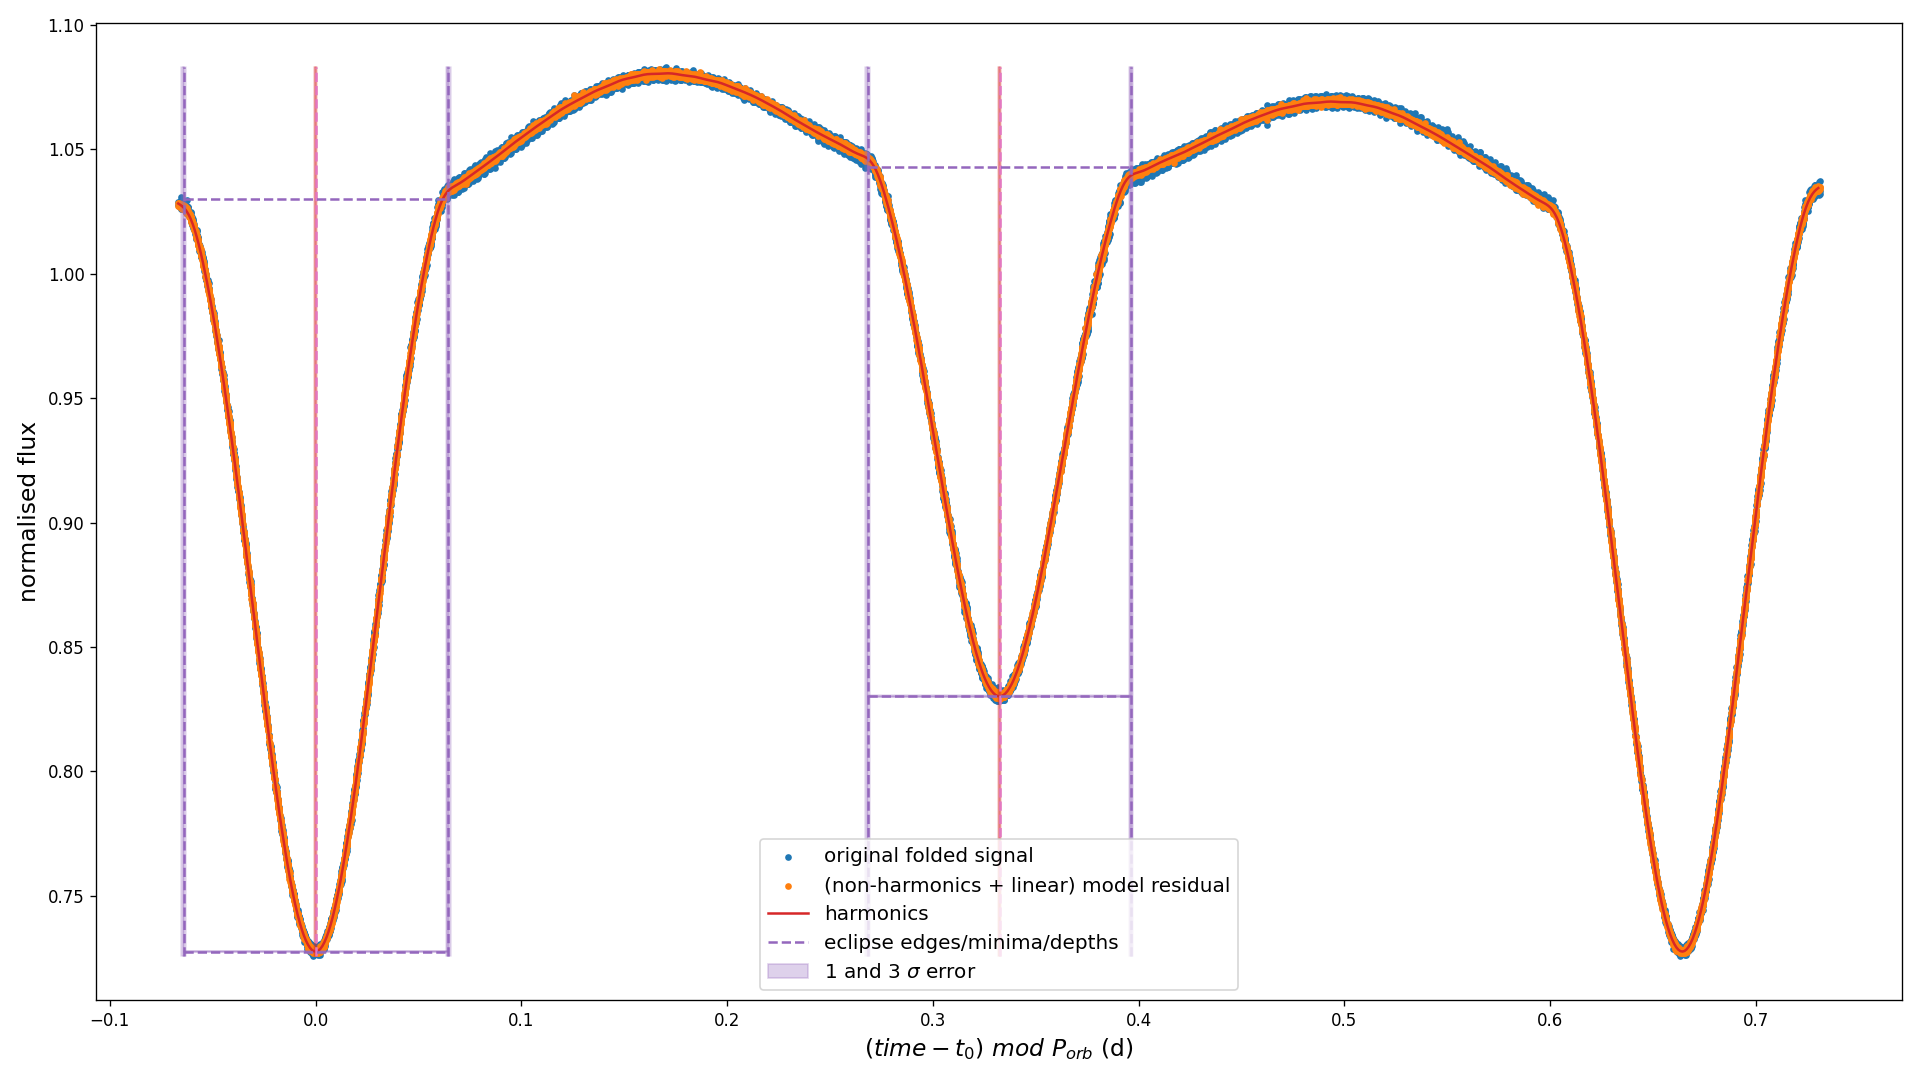 1.10
1.05
1.00
0.95
0.90
0.85
0.80
0.75
normalised flux
original folded signal
(non-harmonics + linear) model residual
harmonics
eclipse edges/minima/depths
1 and 3 σ error
−0.1 0.0 0.1 0.2 0.3 0.4 0.5 0.6 0.7
(time − t₀) mod P_orb (d)